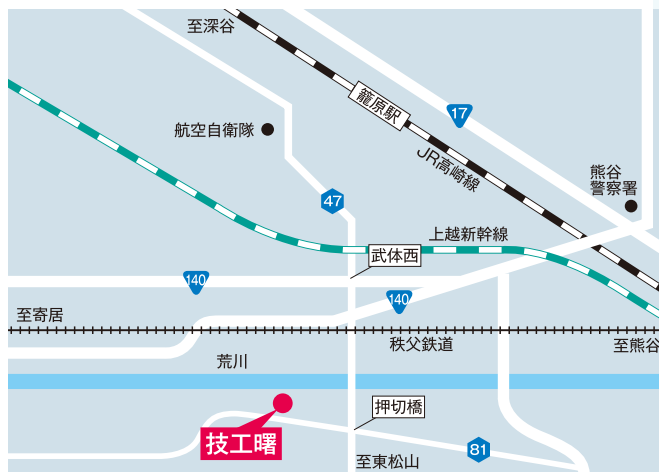 至深谷
籠原駅
17
航空自衛隊
JR高崎線
熊谷
警察署
47
上越新幹線
武体西
140
140
至寄居
秩父鉄道
至熊谷
荒川
押切橋
技工曙
81
至東松山